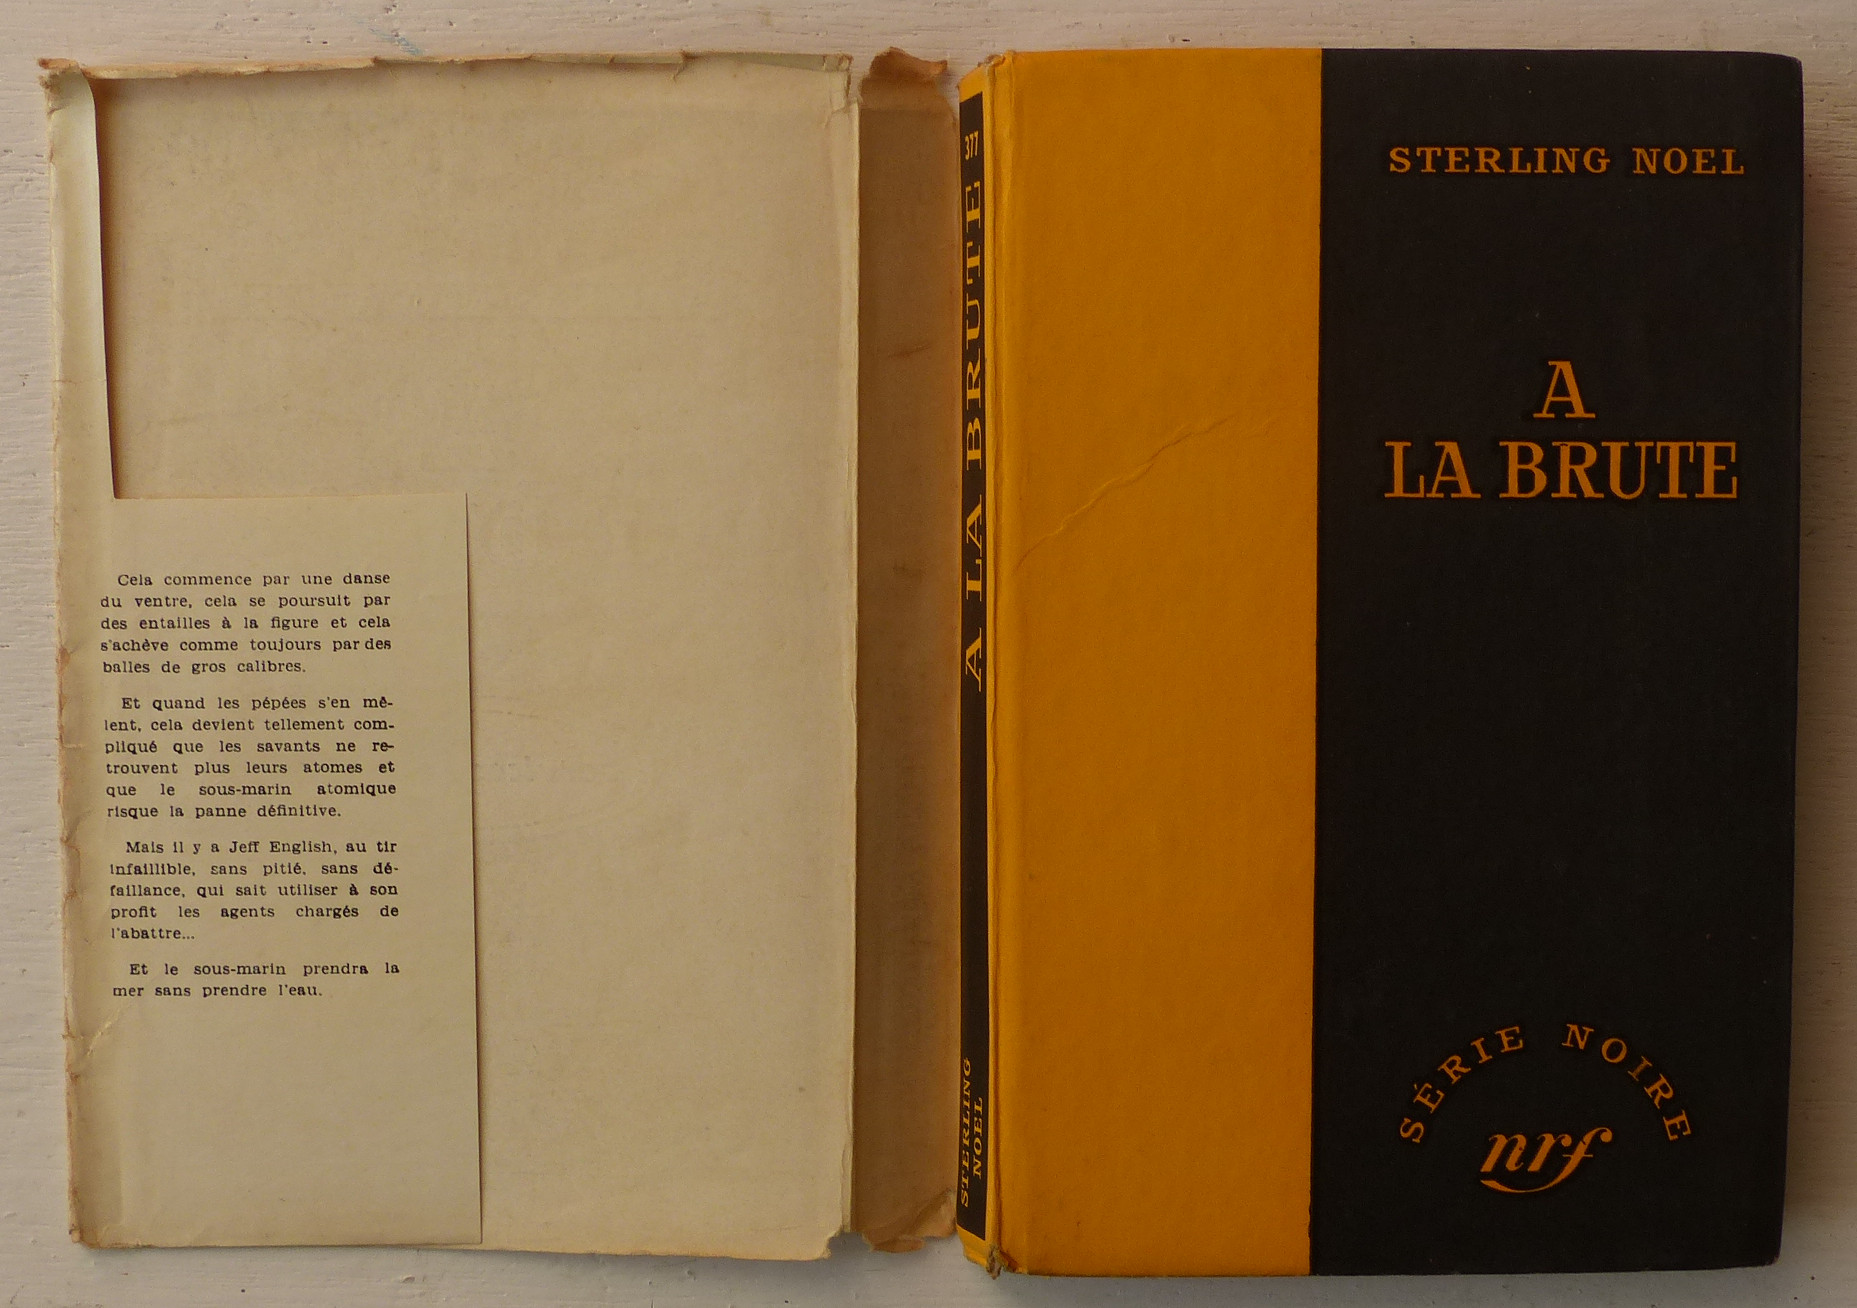 Cela commence par une danse
du ventre, cela se poursuit par
des entailles à la figure et cela
s'achève comme toujours par des
balles de gros calibres.
Et quand les pépées s'en mê-
lent, cela devient tellement com-
pliqué que les savants ne re-
trouvent plus leurs atomes et
que le sous-marin atomique
risque la panne définitive.
Mais il y a Jeff English, au tir
infaillible, sans pitié, sans dé-
faillance, qui sait utiliser à son
profit les agents chargés de
l'abattre...
Et le sous-marin prendra la
mer sans prendre l'eau.
377
A LA BRUTE
STERLING
NOEL
STERLING NOEL
A
LA BRUTE
SÉRIE NOIRE
nrf